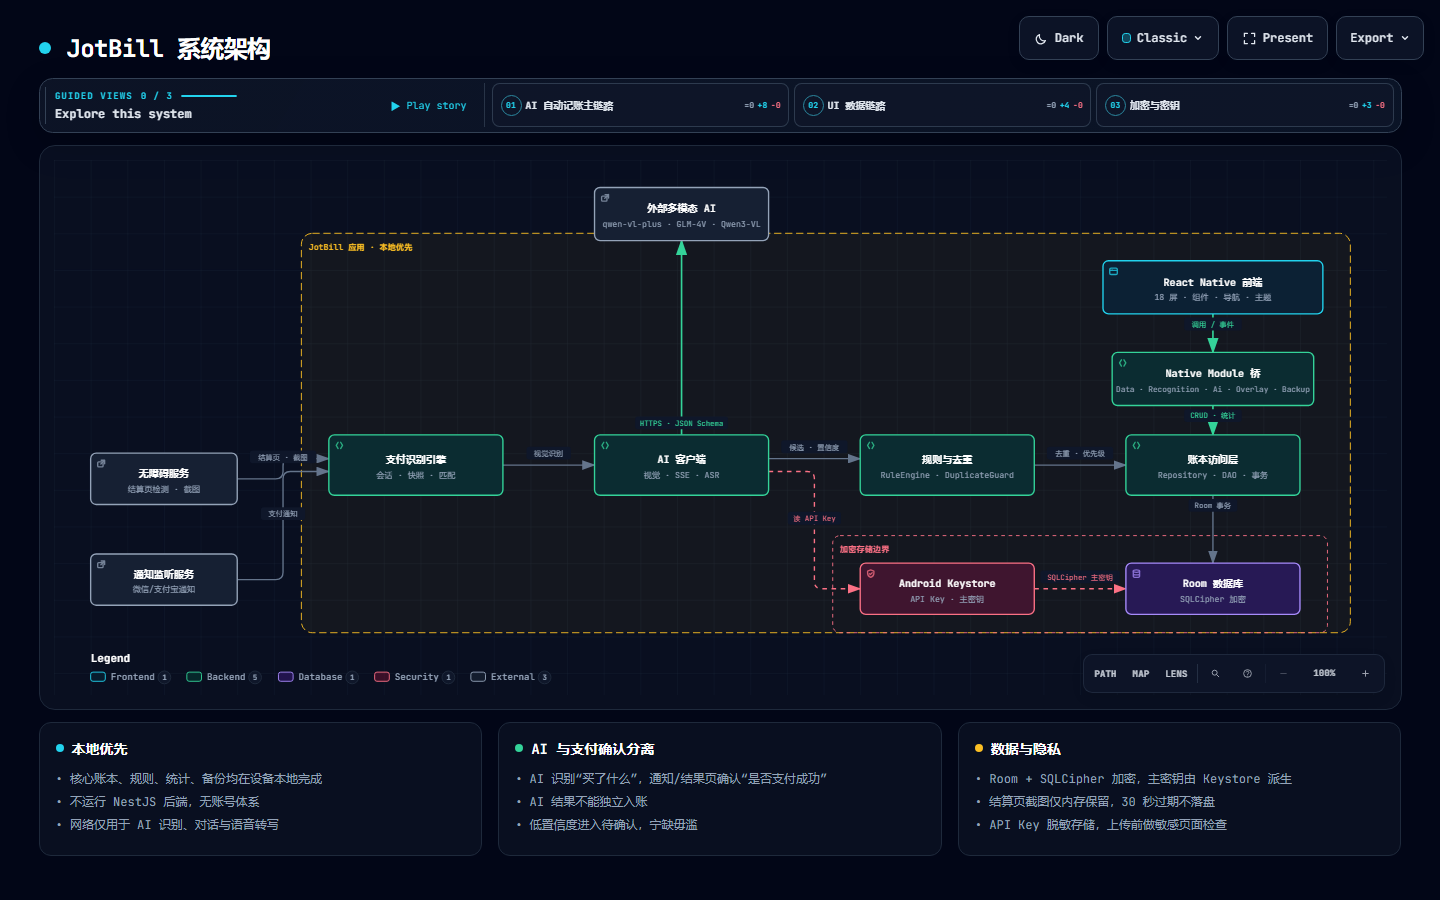 JotBill 系统架构
Dark
Classic
Present
Export
GUIDED VIEWS 0 / 3
Explore this system
Play story
01 AI 自动记账主链路 =0 +8 -0
02 UI 数据链路 =0 +4 -0
03 加密与密钥 =0 +3 -0
外部多模态 AI
qwen-vl-plus · GLM-4V · Qwen3-VL
JotBill 应用 · 本地优先
React Native 前端
18 屏 · 组件 · 导航 · 主题
调用 / 事件
Native Module 桥
Data · Recognition · Ai · Overlay · Backup
CRUD · 统计
HTTPS · JSON Schema
无障碍服务
结算页检测 · 截图
结算页 · 截图
支付识别引擎
会话 · 快照 · 匹配
视觉识别
AI 客户端
视觉 · SSE · ASR
候选 · 置信度
规则与去重
RuleEngine · DuplicateGuard
去重 · 优先级
账本访问层
Repository · DAO · 事务
支付通知
读 API Key
Room 事务
通知监听服务
微信/支付宝通知
加密存储边界
Android Keystore
API Key · 主密钥
SQLCipher 主密钥
Room 数据库
SQLCipher 加密
Legend
Frontend 1
Backend 5
Database 1
Security 1
External 3
PATH MAP LENS − 100% +
本地优先
• 核心账本、规则、统计、备份均在设备本地完成
• 不运行 NestJS 后端，无账号体系
• 网络仅用于 AI 识别、对话与语音转写
AI 与支付确认分离
• AI 识别“买了什么”，通知/结果页确认“是否支付成功”
• AI 结果不能独立入账
• 低置信度进入待确认，宁缺毋滥
数据与隐私
• Room + SQLCipher 加密，主密钥由 Keystore 派生
• 结算页截图仅内存保留，30 秒过期不落盘
• API Key 脱敏存储，上传前做敏感页面检查